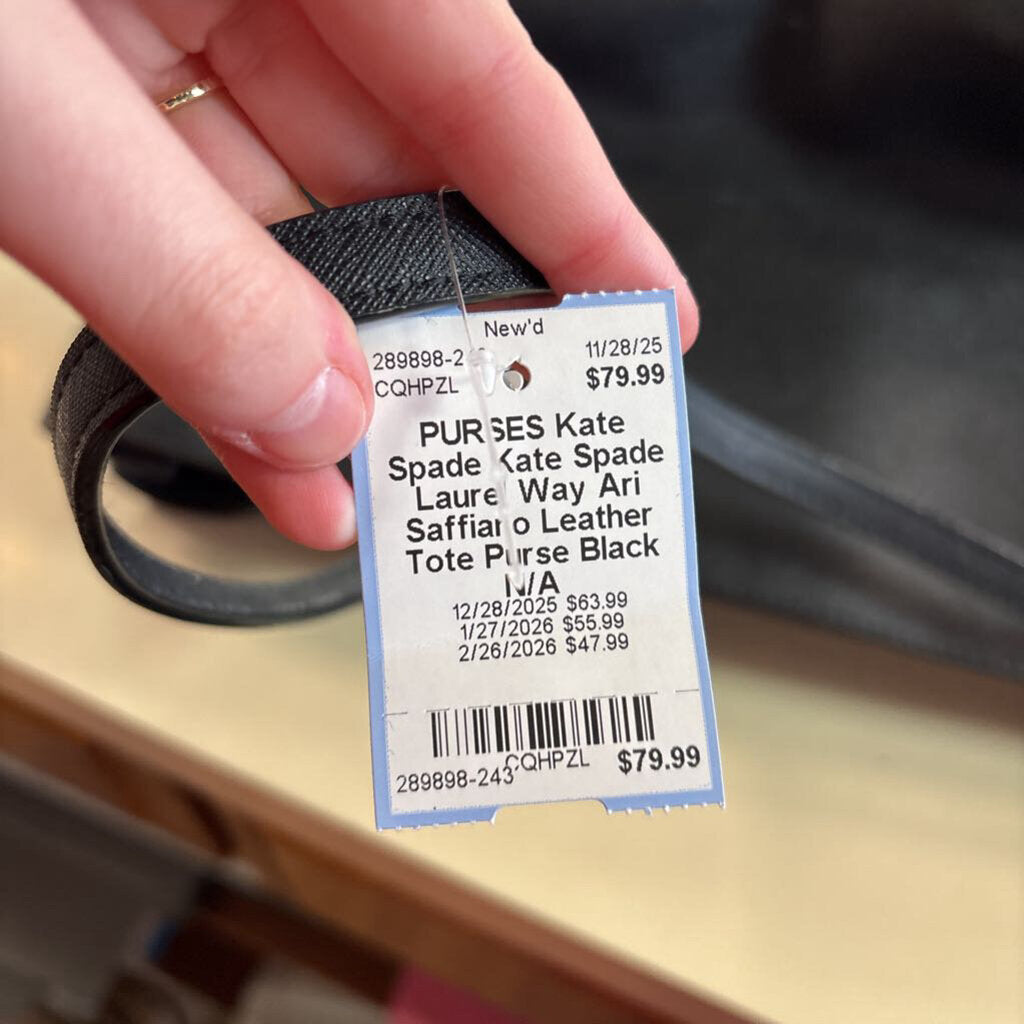 New'd
289898-2 11/28/25
CQHPZL $79.99
PURSES Kate
Spade Kate Spade
Laurel Way Ari
Saffiano Leather
Tote Purse Black
N/A
12/28/2025 $63.99
1/27/2026 $55.99
2/26/2026 $47.99
CQHPZL $79.99
289898-243